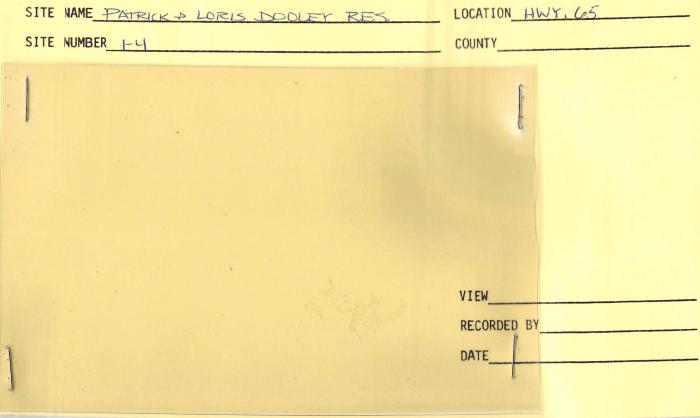 SITE NAME PATRICK & LORIS DOOLEY RES. LOCATION HWY. 65
SITE NUMBER 1-4 COUNTY
VIEW
RECORDED BY
DATE